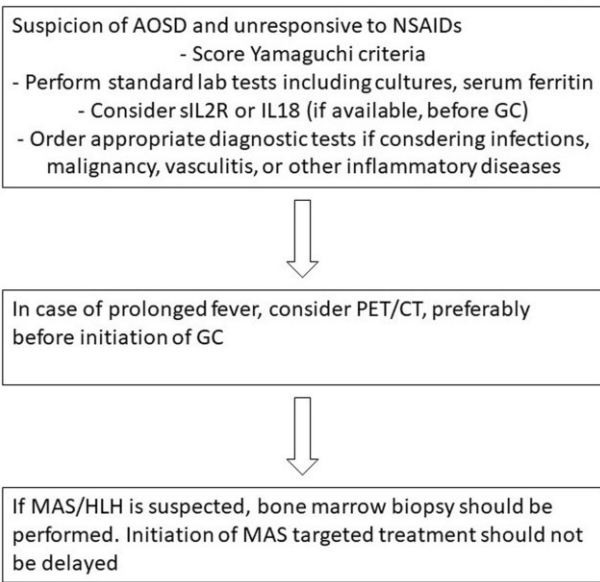 Suspicion of AOSD and unresponsive to NSAIDs
- Score Yamaguchi criteria
- Perform standard lab tests including cultures, serum ferritin
- Consider sIL2R or IL18 (if available, before GC)
- Order appropriate diagnostic tests if consdering infections,
malignancy, vasculitis, or other inflammatory diseases
In case of prolonged fever, consider PET/CT, preferably
before initiation of GC
If MAS/HLH is suspected, bone marrow biopsy should be
performed. Initiation of MAS targeted treatment should not
be delayed